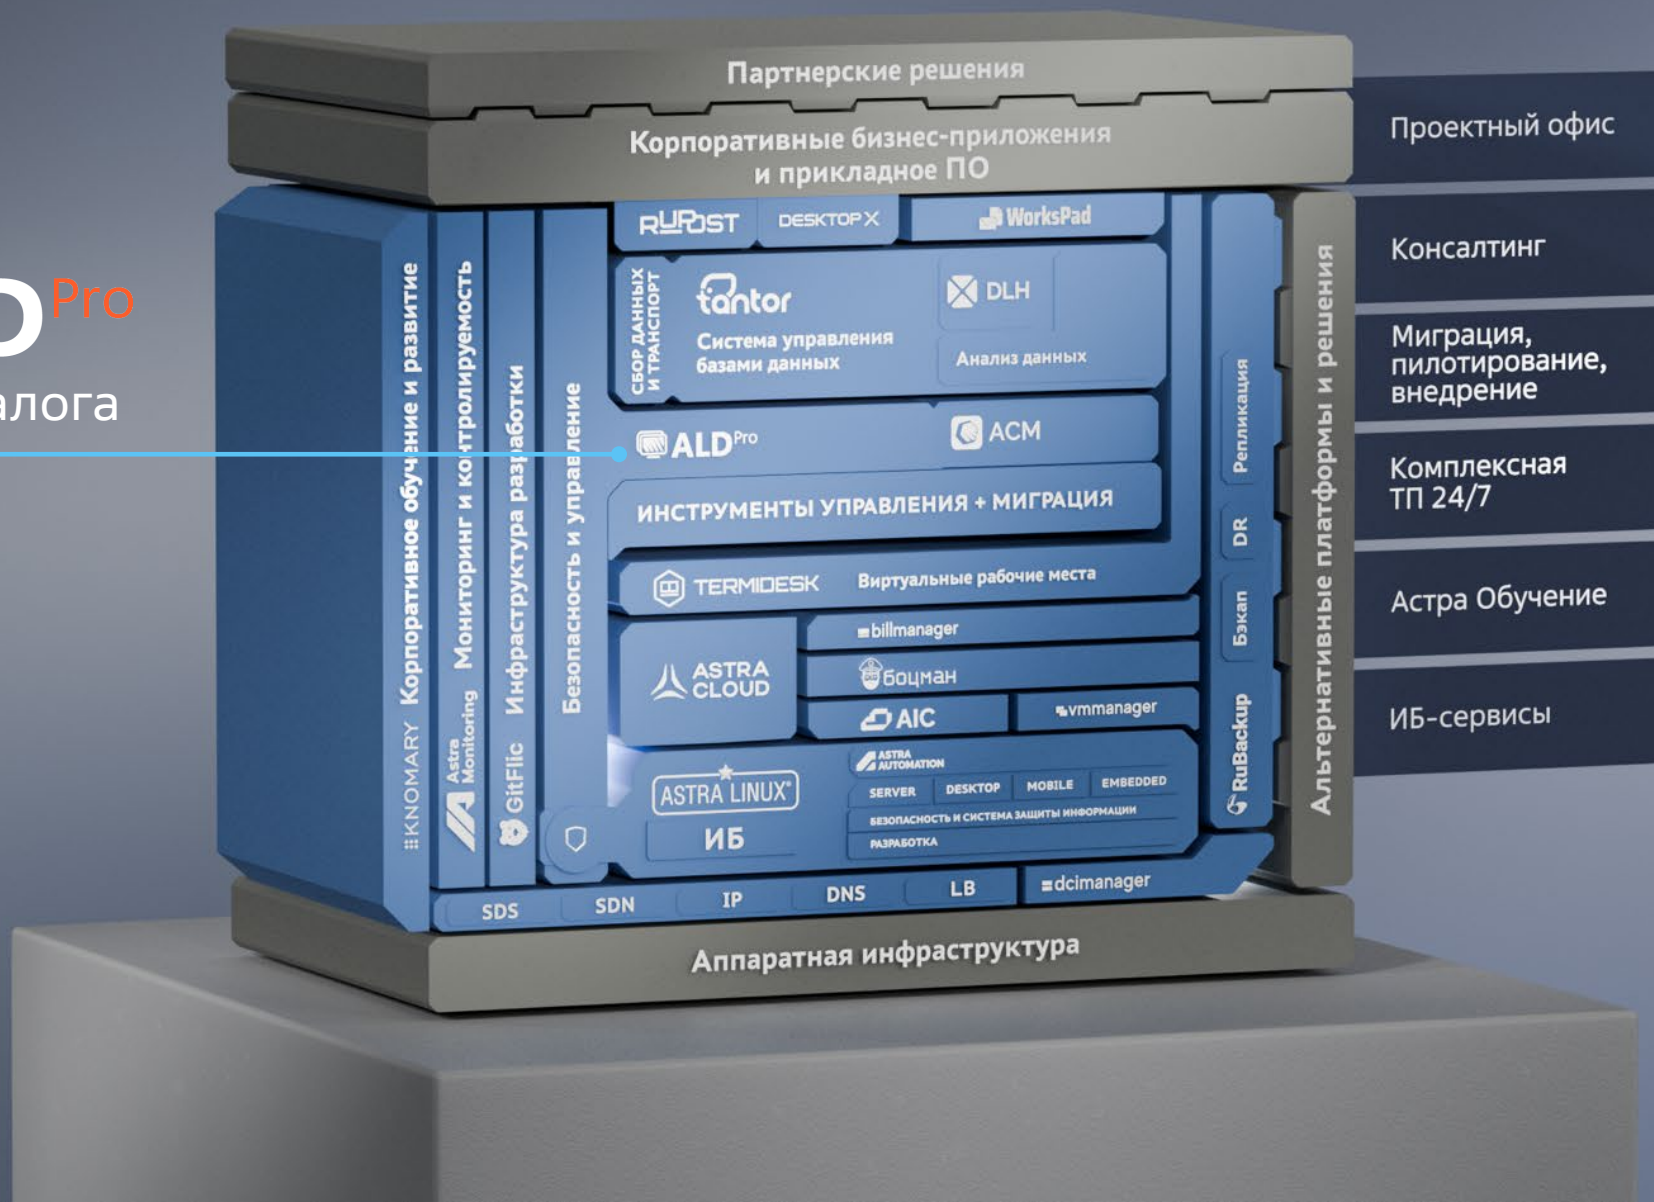 Pro
Партнерские решения
Корпоративные бизнес-приложения
и прикладное ПО
RUPOST
DESKTOP X
WorksPad
СБОР ДАННЫХ
И ТРАНСПОРТ
tantor
Система управления
базами данных
DLH
Анализ данных
ALD Pro
ACM
ИНСТРУМЕНТЫ УПРАВЛЕНИЯ + МИГРАЦИЯ
TERMIDESK
Виртуальные рабочие места
ASTRA
CLOUD
billmanager
боцман
AIC
vmmanager
ASTRA LINUX®
ИБ
ASTRA
AUTOMATION
SERVER
DESKTOP
MOBILE
EMBEDDED
БЕЗОПАСНОСТЬ И СИСТЕМА ЗАЩИТЫ ИНФОРМАЦИИ
РАЗРАБОТКА
KNOMARY Корпоративное обучение и развитие
Astra
Monitoring
Мониторинг и контролируемость
GitFlic Инфраструктура разработки
Безопасность и управление
Репликация
DR
Бэкап
RuBackup
Альтернативные платформы и решения
SDS
SDN
IP
DNS
LB
dcimanager
Аппаратная инфраструктура
Проектный офис
Консалтинг
Миграция,
пилотирование,
внедрение
Комплексная
ТП 24/7
Астра Обучение
ИБ-сервисы